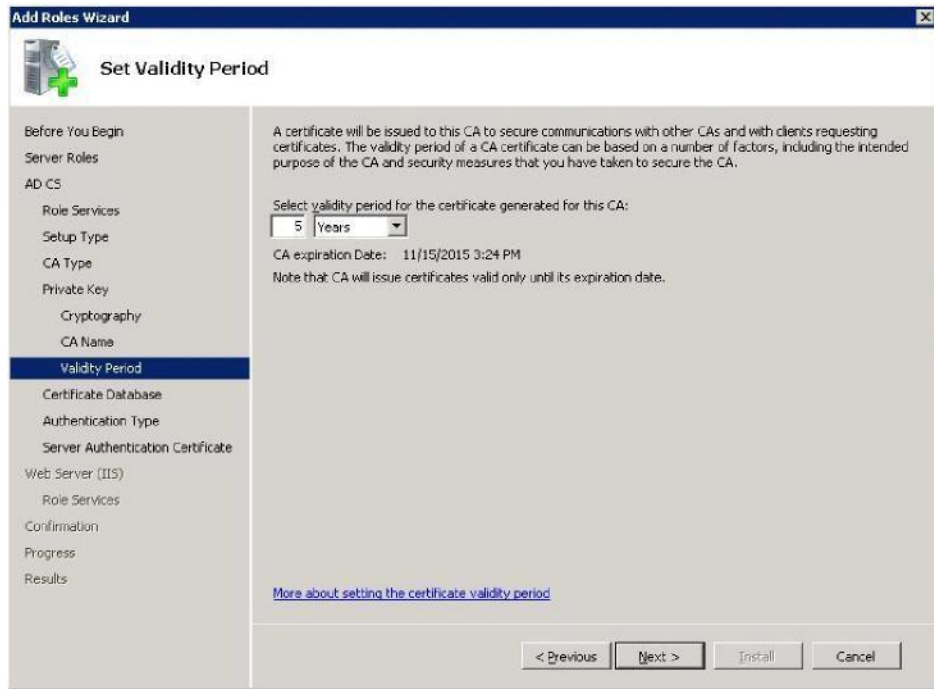 Add Roles Wizard
Set Validity Period
Before You Begin
Server Roles
AD CS
Role Services
Setup Type
CA Type
Private Key
Cryptography
CA Name
Validity Period
Certificate Database
Authentication Type
Server Authentication Certificate
Web Server (IIS)
Role Services
Confirmation
Progress
Results
A certificate will be issued to this CA to secure communications with other CAs and with clients requesting
certificates. The validity period of a CA certificate can be based on a number of factors, including the intended
purpose of the CA and security measures that you have taken to secure the CA.
Select validity period for the certificate generated for this CA:
5 Years
CA expiration Date: 11/15/2015 3:24 PM
Note that CA will issue certificates valid only until its expiration date.
More about setting the certificate validity period
< Previous Next > Install Cancel